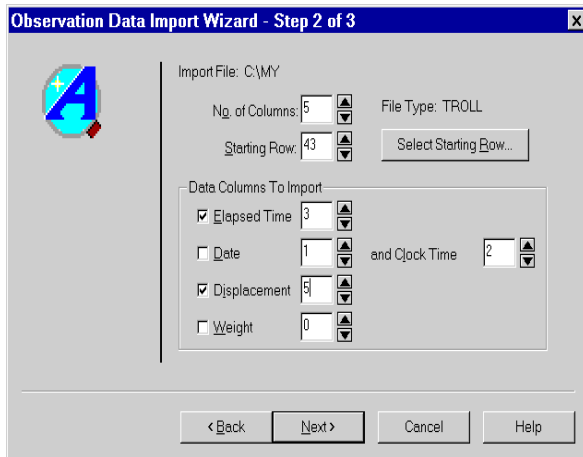 Observation Data Import Wizard - Step 2 of 3
A
Import File: C:\MY
No. of Columns: 5 File Type: TROLL
Starting Row: 43 Select Starting Row...
Data Columns To Import
Elapsed Time 3
Date 1 and Clock Time 2
Displacement 5
Weight 0
< Back Next > Cancel Help